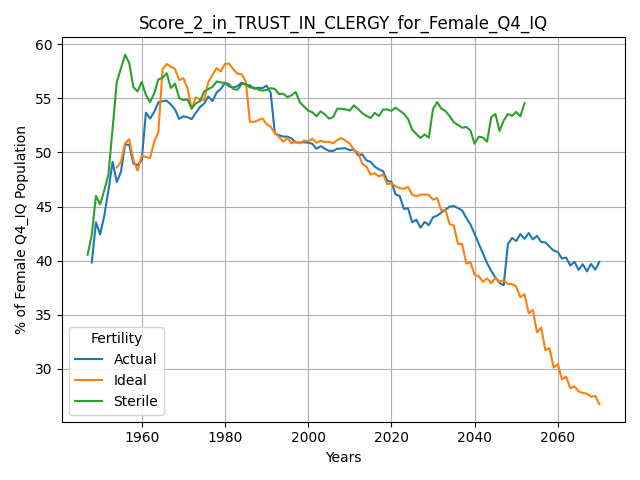 Score_2_in_TRUST_IN_CLERGY_for_Female_Q4_IQ
% of Female Q4_IQ Population
60
55
50
45
40
35
30
Fertility
Actual
Ideal
Sterile
1960 1980 2000 2020 2040 2060
Years